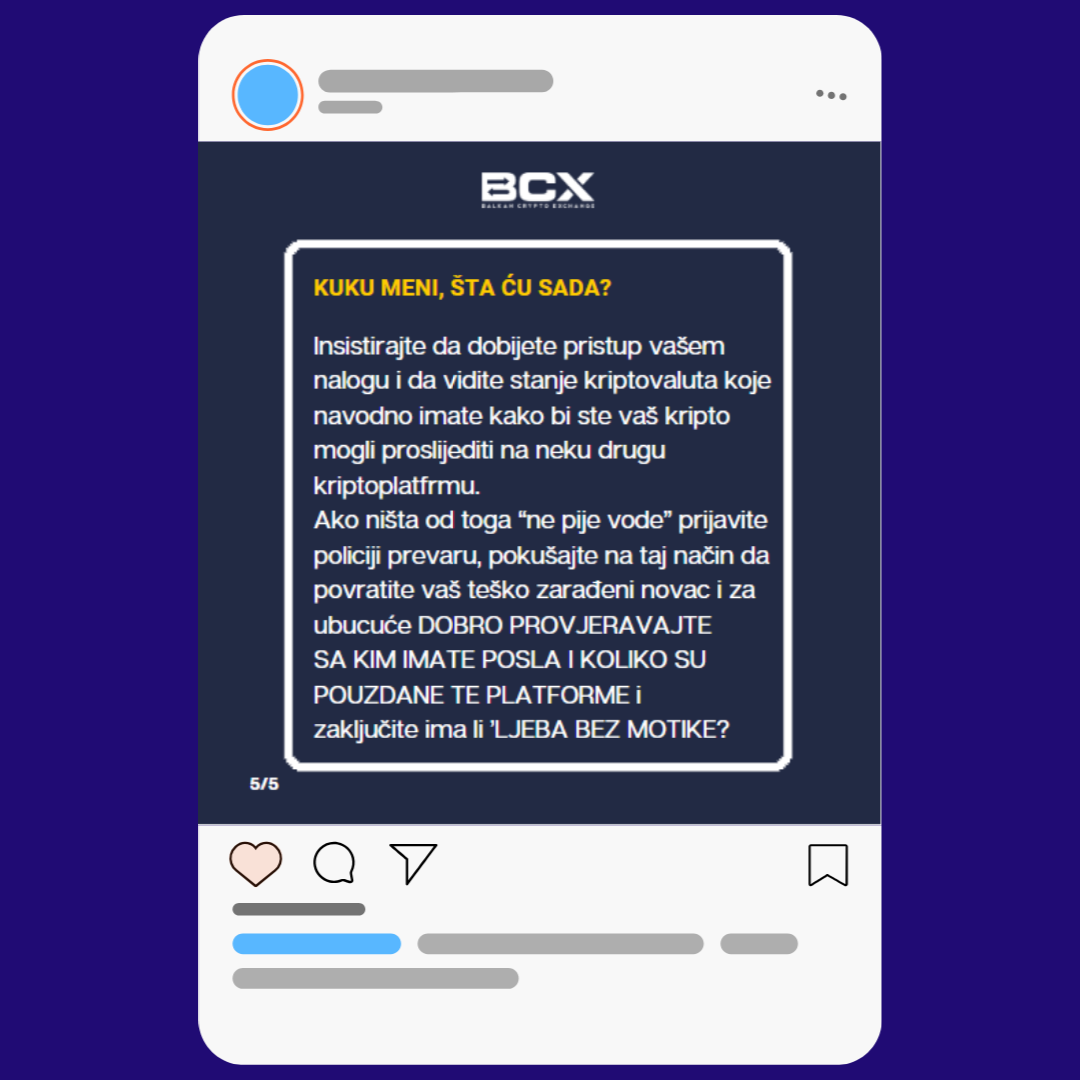 BCX
BALKAN CRYPTO EXCHANGE
KUKU MENI, ŠTA ĆU SADA?
Insistirajte da dobijete pristup vašem
nalogu i da vidite stanje kriptovaluta koje
navodno imate kako bi ste vaš kripto
mogli proslijediti na neku drugu
kriptoplatfrmu.
Ako ništa od toga “ne pije vode” prijavite
policiji prevaru, pokušajte na taj način da
povratite vaš teško zarađeni novac i za
ubucuće DOBRO PROVJERAVAJTE
SA KIM IMATE POSLA I KOLIKO SU
POUZDANE TE PLATFORME i
zaključite ima li ’LJEBA BEZ MOTIKE?
5/5